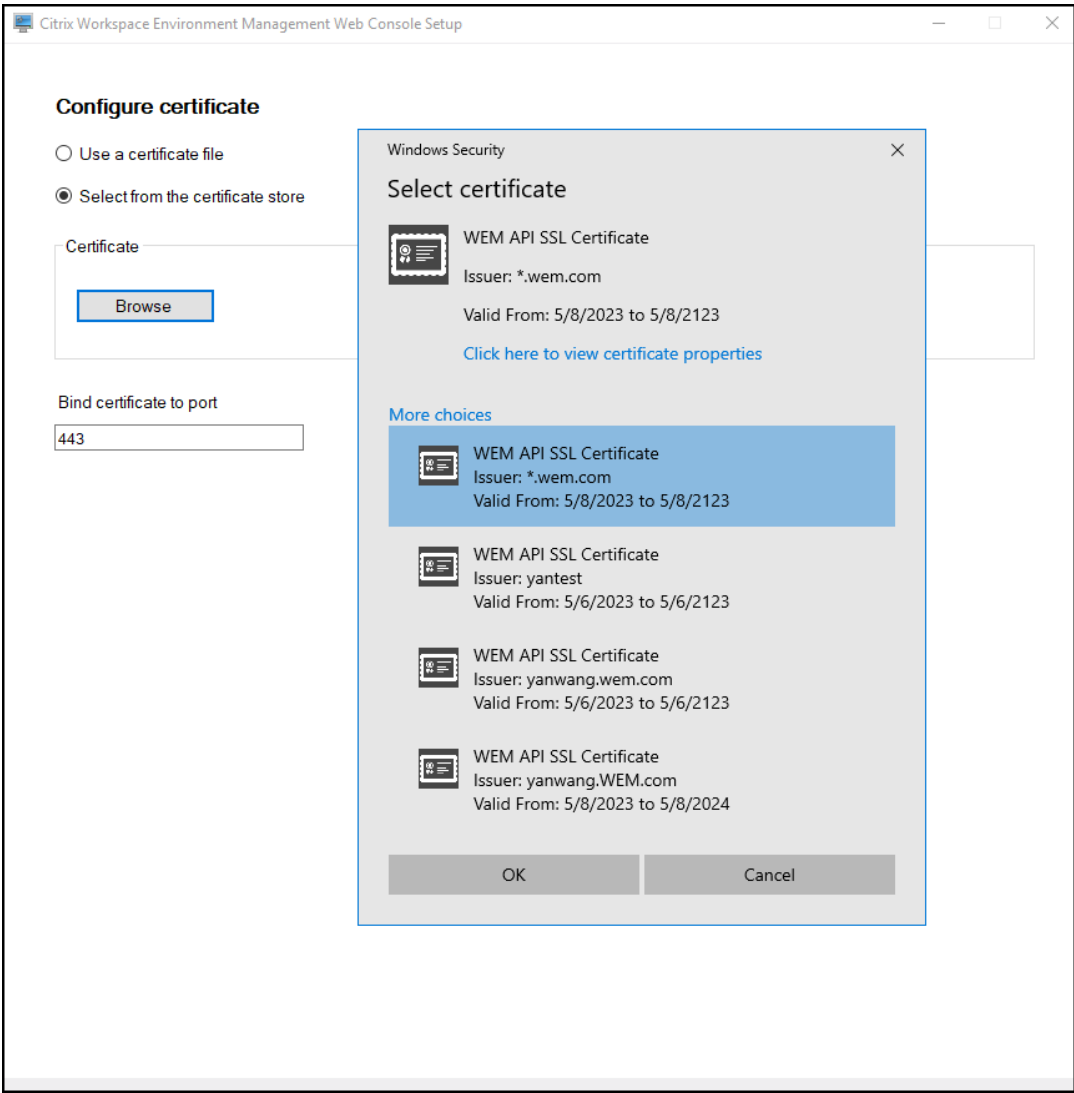 Citrix Workspace Environment Management Web Console Setup
Configure certificate
Use a certificate file
Select from the certificate store
Certificate
Browse
Bind certificate to port
443
Windows Security
Select certificate
WEM API SSL Certificate
Issuer: *.wem.com
Valid From: 5/8/2023 to 5/8/2123
Click here to view certificate properties
More choices
WEM API SSL Certificate
Issuer: *.wem.com
Valid From: 5/8/2023 to 5/8/2123
WEM API SSL Certificate
Issuer: yantest
Valid From: 5/6/2023 to 5/6/2123
WEM API SSL Certificate
Issuer: yanwang.wem.com
Valid From: 5/6/2023 to 5/6/2123
WEM API SSL Certificate
Issuer: yanwang.WEM.com
Valid From: 5/8/2023 to 5/8/2024
OK
Cancel